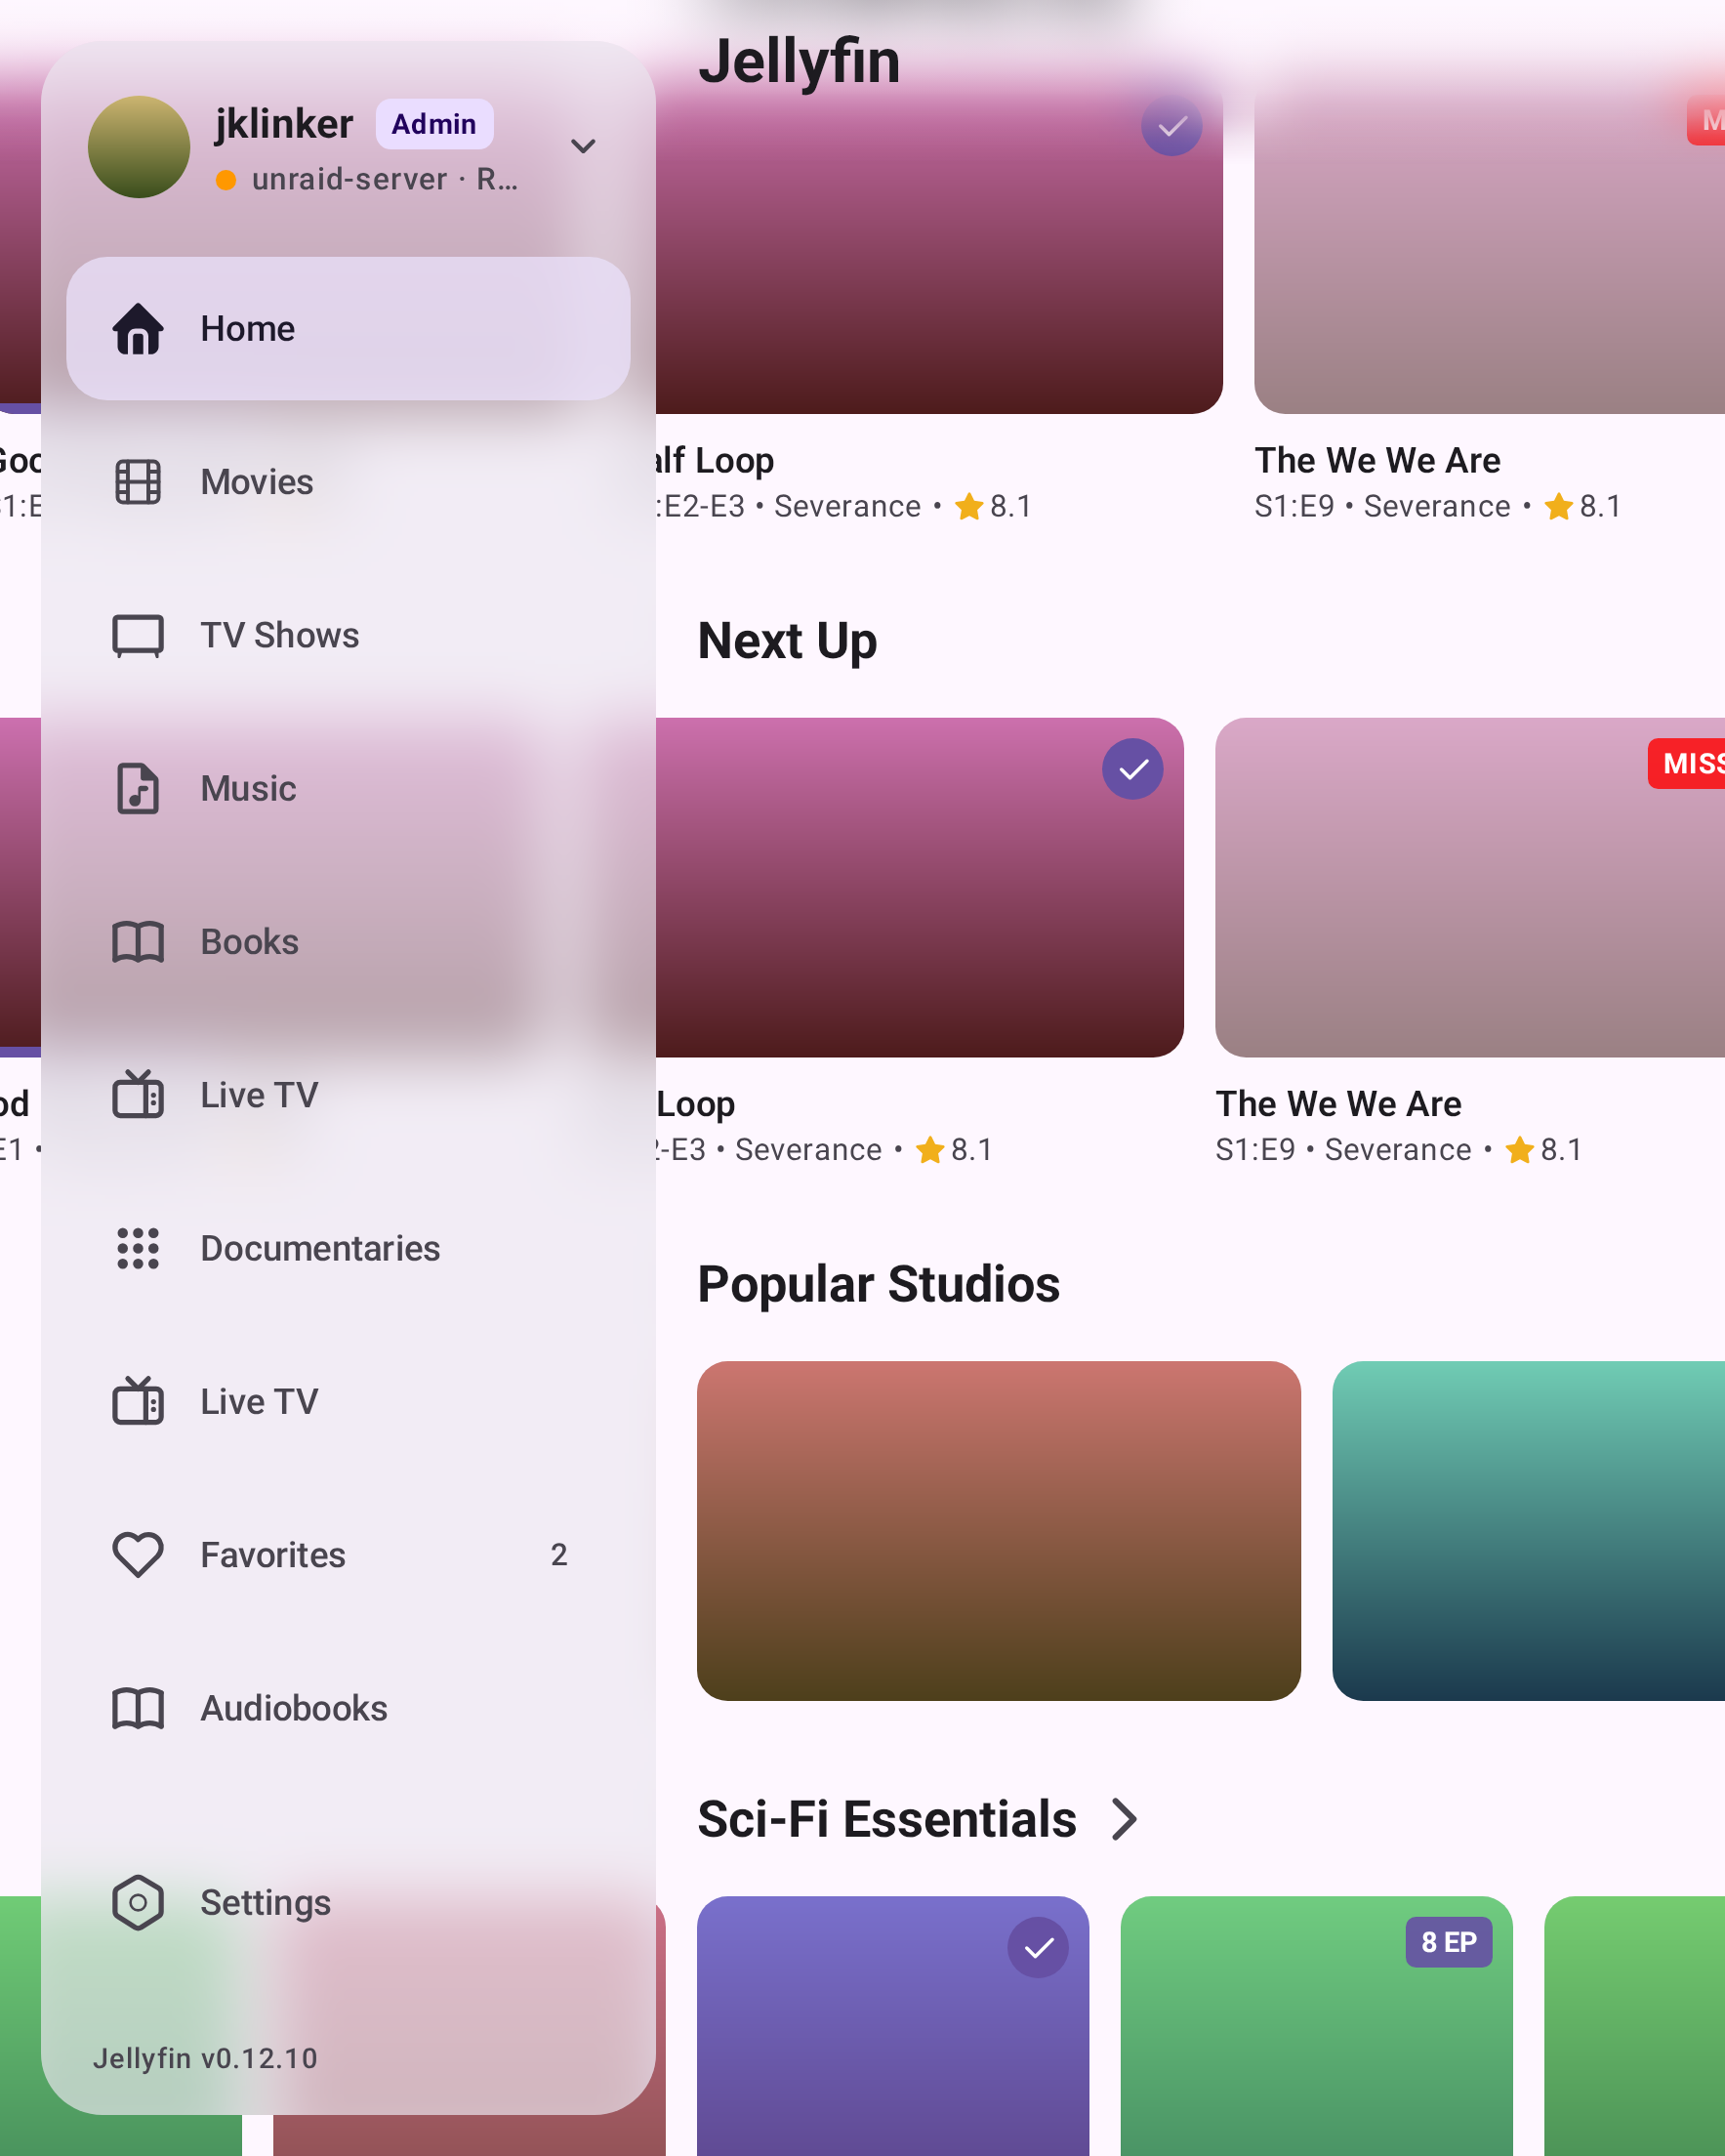 Jellyfin
jklinker Admin
unraid-server · R…
Home
Movies
TV Shows
Music
Books
Live TV
Documentaries
Live TV
Favorites 2
Audiobooks
Settings
Jellyfin v0.12.10
alf Loop
:E2-E3 • Severance • 8.1
The We We Are
S1:E9 • Severance • 8.1
Next Up
MISS
Loop
-E3 • Severance • 8.1
The We We Are
S1:E9 • Severance • 8.1
Popular Studios
Sci-Fi Essentials
8 EP